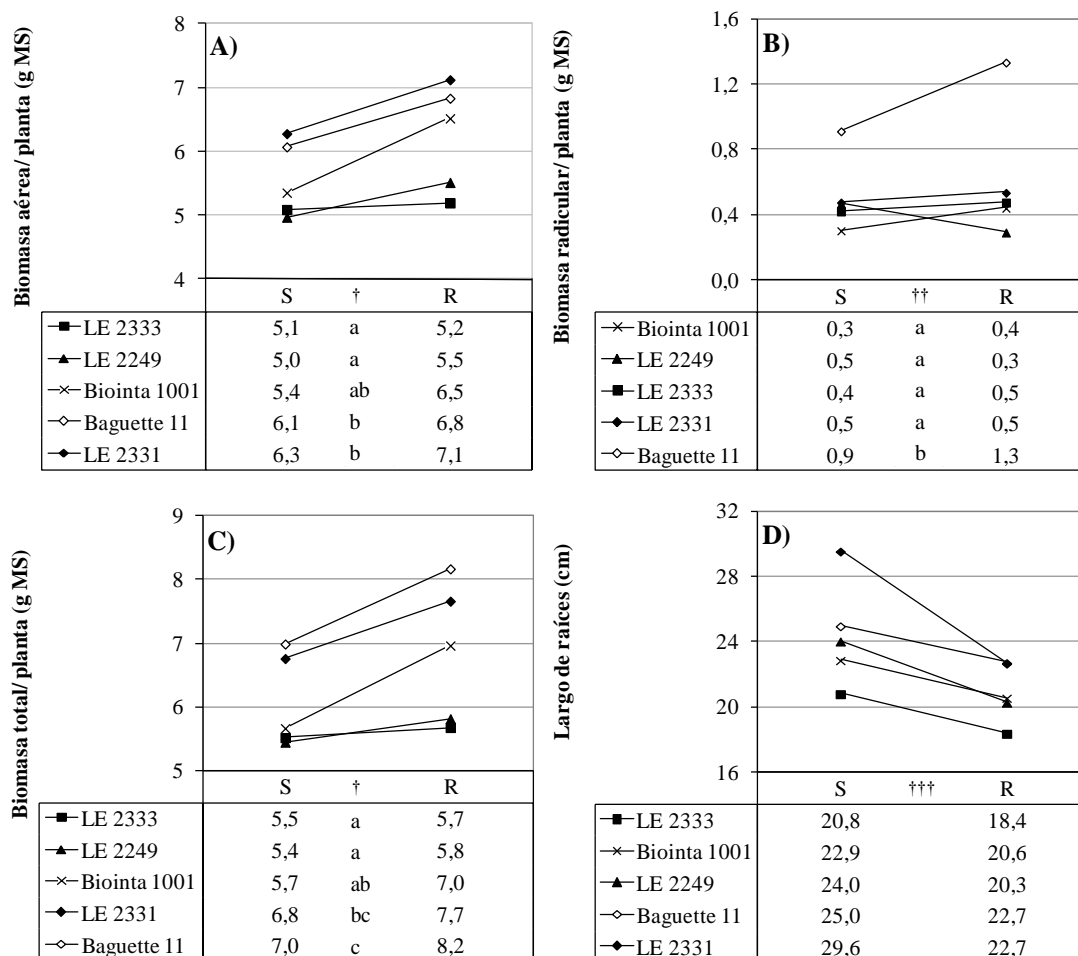 A)
Biomasa aérea/ planta (g MS)
8
7
6
5
4
S † R
LE 2333 5,1 a 5,2
LE 2249 5,0 a 5,5
Biointa 1001 5,4 ab 6,5
Baguette 11 6,1 b 6,8
LE 2331 6,3 b 7,1
B)
Biomasa radicular/ planta (g MS)
1,6
1,2
0,8
0,4
0,0
S †† R
Biointa 1001 0,3 a 0,4
LE 2249 0,5 a 0,3
LE 2333 0,4 a 0,5
LE 2331 0,5 a 0,5
Baguette 11 0,9 b 1,3
C)
Biomasa total/ planta (g MS)
9
8
7
6
5
S † R
LE 2333 5,5 a 5,7
LE 2249 5,4 a 5,8
Biointa 1001 5,7 ab 7,0
LE 2331 6,8 bc 7,7
Baguette 11 7,0 c 8,2
D)
Largo de raíces (cm)
32
28
24
20
16
S ††† R
LE 2333 20,8 18,4
Biointa 1001 22,9 20,6
LE 2249 24,0 20,3
Baguette 11 25,0 22,7
LE 2331 29,6 22,7